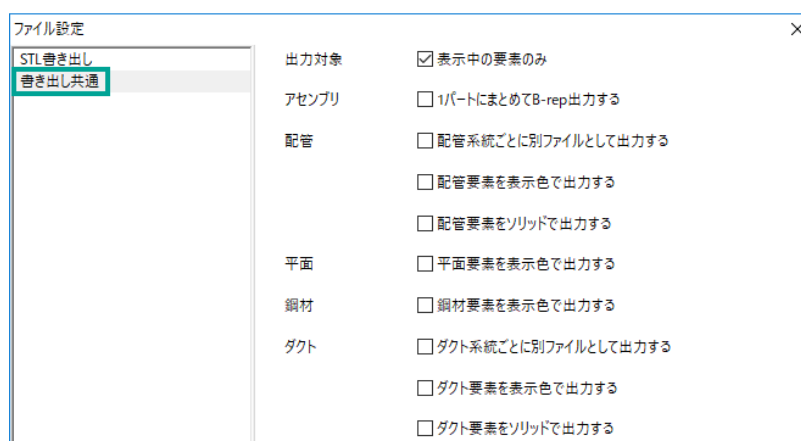 ファイル設定
STL書き出し
書き出し共通
出力対象 表示中の要素のみ
アセンブリ 1パートにまとめてB-rep出力する
配管 配管系統ごとに別ファイルとして出力する
配管要素を表示色で出力する
配管要素をソリッドで出力する
平面 平面要素を表示色で出力する
鋼材 鋼材要素を表示色で出力する
ダクト ダクト系統ごとに別ファイルとして出力する
ダクト要素を表示色で出力する
ダクト要素をソリッドで出力する